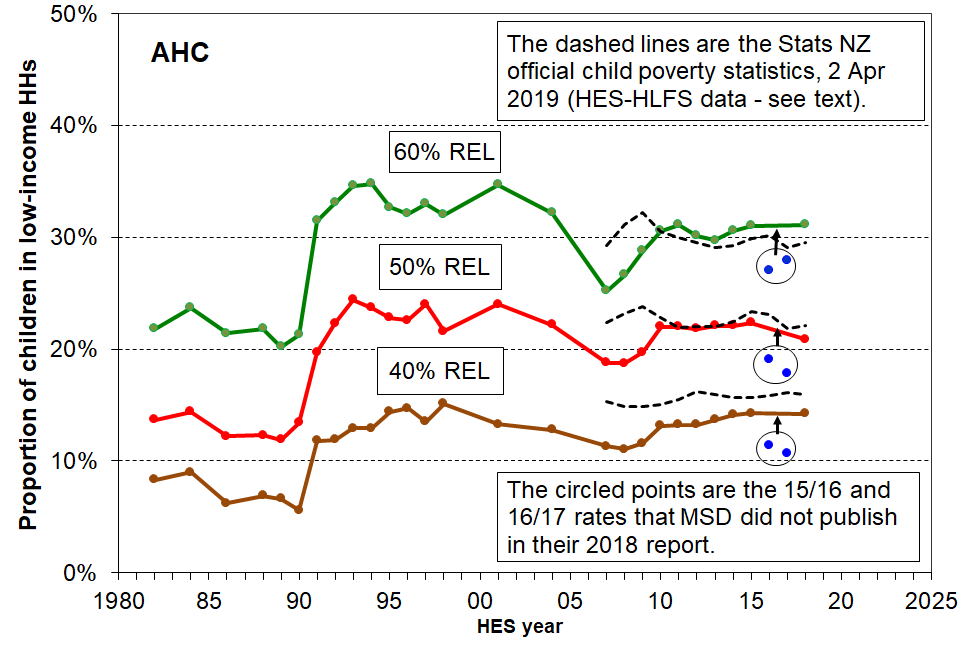 50%
AHC
The dashed lines are the Stats NZ
official child poverty statistics, 2 Apr
2019 (HES-HLFS data - see text).
40%
60% REL
30%
50% REL
20%
40% REL
10%
The circled points are the 15/16 and
16/17 rates that MSD did not publish
in their 2018 report.
0%
Proportion of children in low-income HHs
1980 85 90 95 00 05 10 15 2020 2025
HES year